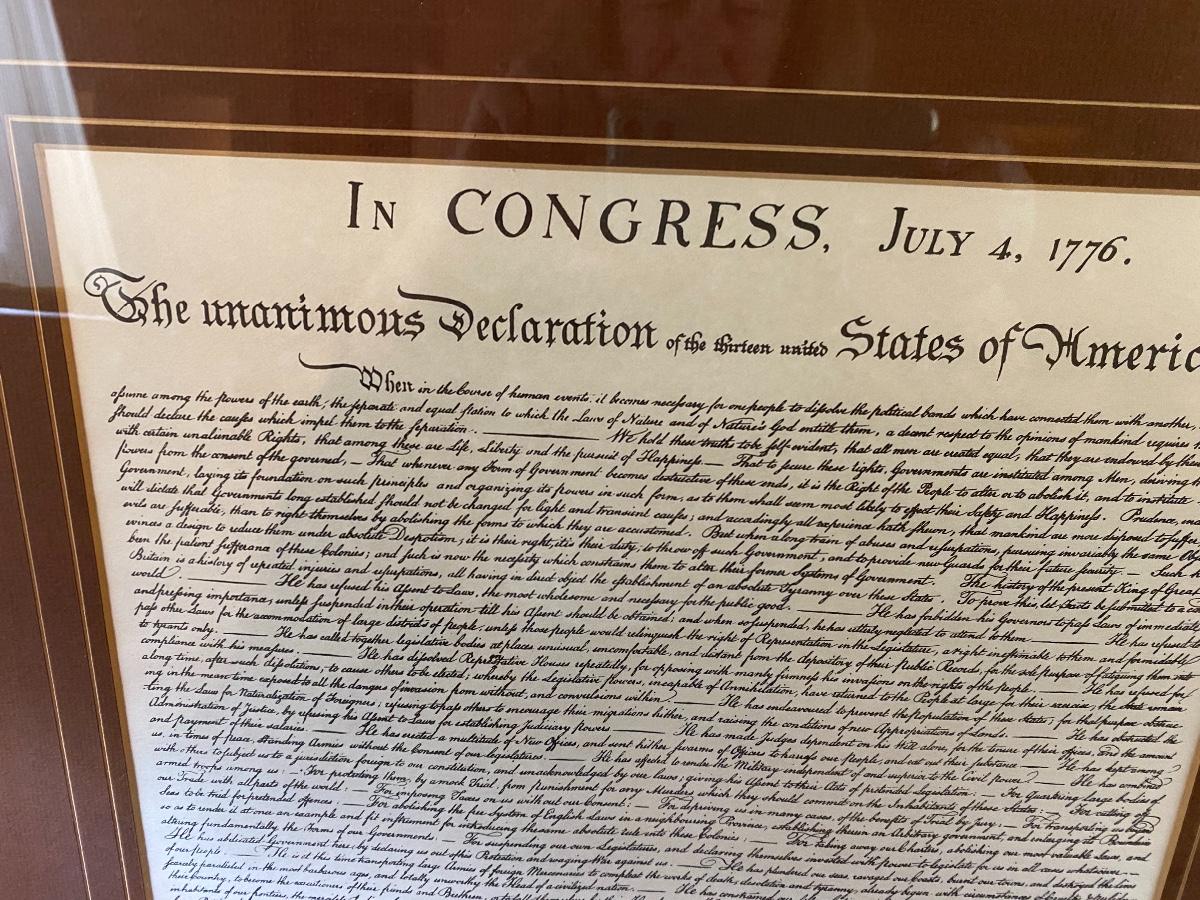 In CONGRESS, July 4, 1776.
The unanimous Declaration of the thirteen united States of Americ
When in the Course of human events, it becomes necessary for one people to dissolve the political bands which have connected them with another,
assume among the powers of the earth, the separate and equal station to which the Laws of Nature and of Nature's God entitle them, a decent respect to the opinions of mankind requires
should declare the causes which impel them to the separation. — We hold these truths to be self-evident, that all men are created equal, that they are endowed by
with certain unalienable Rights, that among these are Life, Liberty and the pursuit of Happiness. — That to secure these rights, Governments are instituted among Men, deriving
powers from the consent of the governed, — That whenever any Form of Government becomes destructive of these ends, it is the Right of the People to alter or to abolish it, and to institute
Government, laying its foundation on such principles and organizing its powers in such form, as to them shall seem most likely to effect their Safety and Happiness. Prudence,
will dictate that Governments long established should not be changed for light and transient causes; and accordingly all experience hath shewn, that mankind are more disposed to suffer,
evils are sufferable, than to right themselves by abolishing the forms to which they are accustomed. But when a long train of abuses and usurpations, pursuing invariably the same
evinces a design to reduce them under absolute Despotism, it is their right, it is their duty, to throw off such Government, and to provide new Guards for their future security. — Such
been the patient sufferance of these Colonies; and such is now the necessity which constrains them to alter their former Systems of Government. The history of the present King of Great
Britain is a history of repeated injuries and usurpations, all having in direct object the establishment of an absolute Tyranny over these States. To prove this, let Facts be submitted to a
world. — He has refused his Assent to Laws, the most wholesome and necessary for the public good. — He has forbidden his Governors to pass Laws of immediate
and pressing importance, unless suspended in their operation till his Assent should be obtained; and when so suspended, he has utterly neglected to attend to them. — He has refused to
pass other Laws for the accommodation of large districts of people, unless those people would relinquish the right of Representation in the Legislature, a right inestimable to them and formidable
to tyrants only. — He has called together legislative bodies at places unusual, uncomfortable, and distant from the depository of their Public Records, for the sole purpose of fatiguing them into
compliance with his measures. — He has dissolved Representative Houses repeatedly, for opposing with manly firmness his invasions on the rights of the people. — He has refused for
a long time, after such dissolutions, to cause others to be elected; whereby the Legislative powers, incapable of Annihilation, have returned to the People at large for their exercise; the State remain
ing in the mean time exposed to all the dangers of invasion from without, and convulsions within. — He has endeavoured to prevent the population of these States; for that purpose obstruc
ting the Laws for Naturalization of Foreigners; refusing to pass others to encourage their migrations hither, and raising the conditions of new Appropriations of Lands. — He has obstructed the
Administration of Justice, by refusing his Assent to Laws for establishing Judiciary powers. — He has made Judges dependent on his Will alone, for the tenure of their offices, and the amount
and payment of their salaries. — He has erected a multitude of New Offices, and sent hither swarms of Officers to harrass our people, and eat out their substance. — He has kept among
us, in times of peace, Standing Armies without the Consent of our legislatures. — He has affected to render the Military independent of and superior to the Civil power. — He has combined
with others to subject us to a jurisdiction foreign to our constitution, and unacknowledged by our laws; giving his Assent to their Acts of pretended Legislation: — For Quartering large bodies of
armed troops among us: — For protecting them, by a mock Trial, from punishment for any Murders which they should commit on the Inhabitants of these States: — For cutting off
our Trade with all parts of the world: — For imposing Taxes on us without our Consent: — For depriving us in many cases, of the benefits of Trial by Jury: — For transporting us beyond
Seas to be tried for pretended offences: — For abolishing the free System of English Laws in a neighbouring Province, establishing therein an Arbitrary government, and enlarging its Boundaries
so as to render it at once an example and fit instrument for introducing the same absolute rule into these Colonies: — For taking away our Charters, abolishing our most valuable Laws, and
altering fundamentally the Forms of our Governments: — For suspending our own Legislatures, and declaring themselves invested with power to legislate for us in all cases whatsoever. —
He has abdicated Government here, by declaring us out of his Protection and waging War against us. — He has plundered our seas, ravaged our Coasts, burnt our towns, and destroyed the lives
of our people. — He is at this time transporting large Armies of foreign Mercenaries to compleat the works of death, desolation and tyranny, already begun with circumstances of
scarcely paralleled in the most barbarous ages, and totally unworthy the Head of a civilized nation. — He has constrained our
their Country, to become the executioners of their friends and Brethren,
inhabitants of our frontiers, the